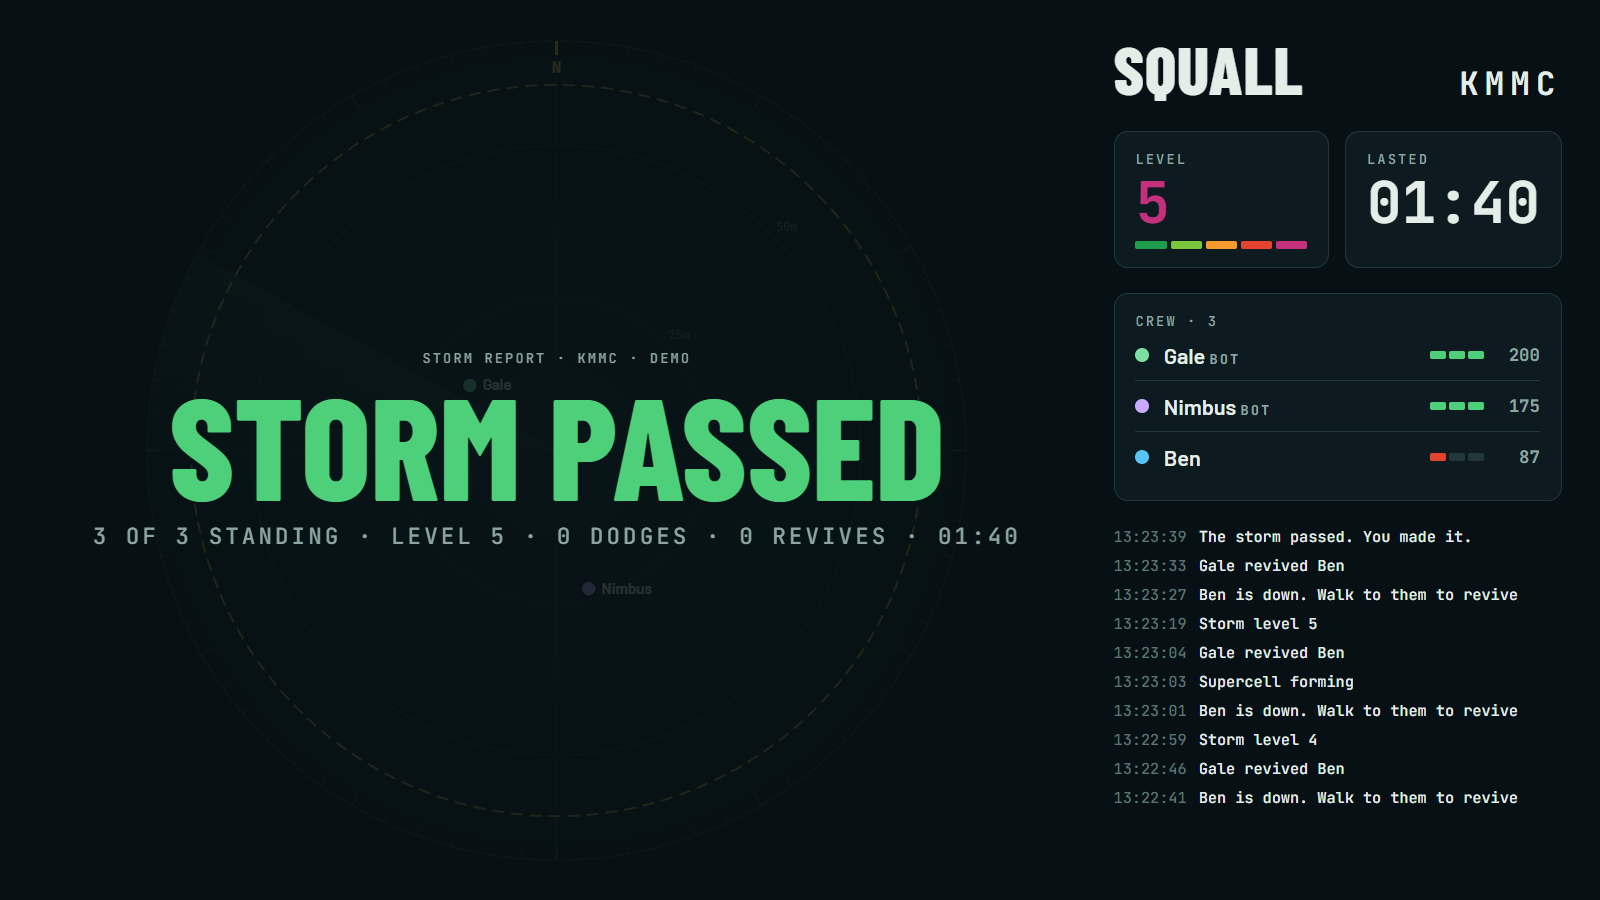 N
50m
25m
STORM REPORT · KMMC · DEMO
Gale
STORM PASSED
3 OF 3 STANDING · LEVEL 5 · 0 DODGES · 0 REVIVES · 01:40
Nimbus
SQUALL
KMMC
LEVEL
5
LASTED
01:40
CREW · 3
Gale BOT 200
Nimbus BOT 175
Ben 87
13:23:39 The storm passed. You made it.
13:23:33 Gale revived Ben
13:23:27 Ben is down. Walk to them to revive
13:23:19 Storm level 5
13:23:04 Gale revived Ben
13:23:03 Supercell forming
13:23:01 Ben is down. Walk to them to revive
13:22:59 Storm level 4
13:22:46 Gale revived Ben
13:22:41 Ben is down. Walk to them to revive